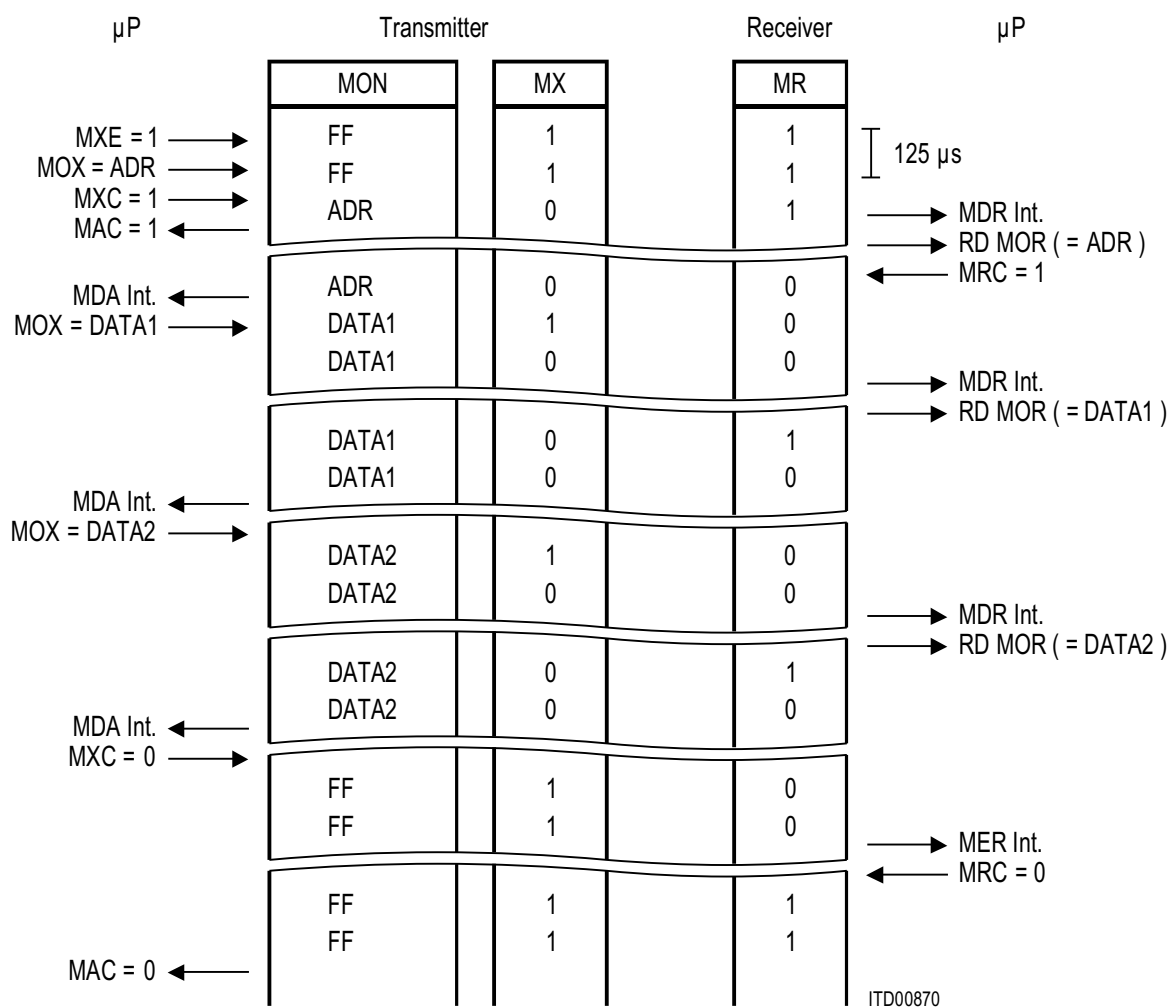 µP Transmitter Receiver µP
MON MX MR
MXE = 1 FF 1 1
125 µs
MOX = ADR FF 1 1
MXC = 1 ADR 0 1 MDR Int.
MAC = 1 RD MOR ( = ADR )
MRC = 1
MDA Int. ADR 0 0
MOX = DATA1 DATA1 1 0
DATA1 0 0
MDR Int.
RD MOR ( = DATA1 )
DATA1 0 1
DATA1 0 0
MDA Int.
MOX = DATA2
DATA2 1 0
DATA2 0 0
MDR Int.
RD MOR ( = DATA2 )
DATA2 0 1
DATA2 0 0
MDA Int.
MXC = 0
FF 1 0
FF 1 0
MER Int.
MRC = 0
FF 1 1
FF 1 1
MAC = 0
ITD00870